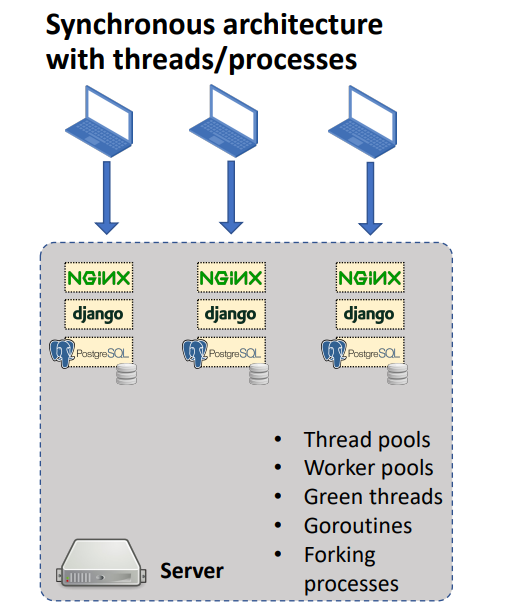 Synchronous architecture
with threads/processes
NGiNX NGiNX NGiNX
django django django
PostgreSQL PostgreSQL PostgreSQL
• Thread pools
• Worker pools
• Green threads
• Goroutines
• Forking
processes
Server